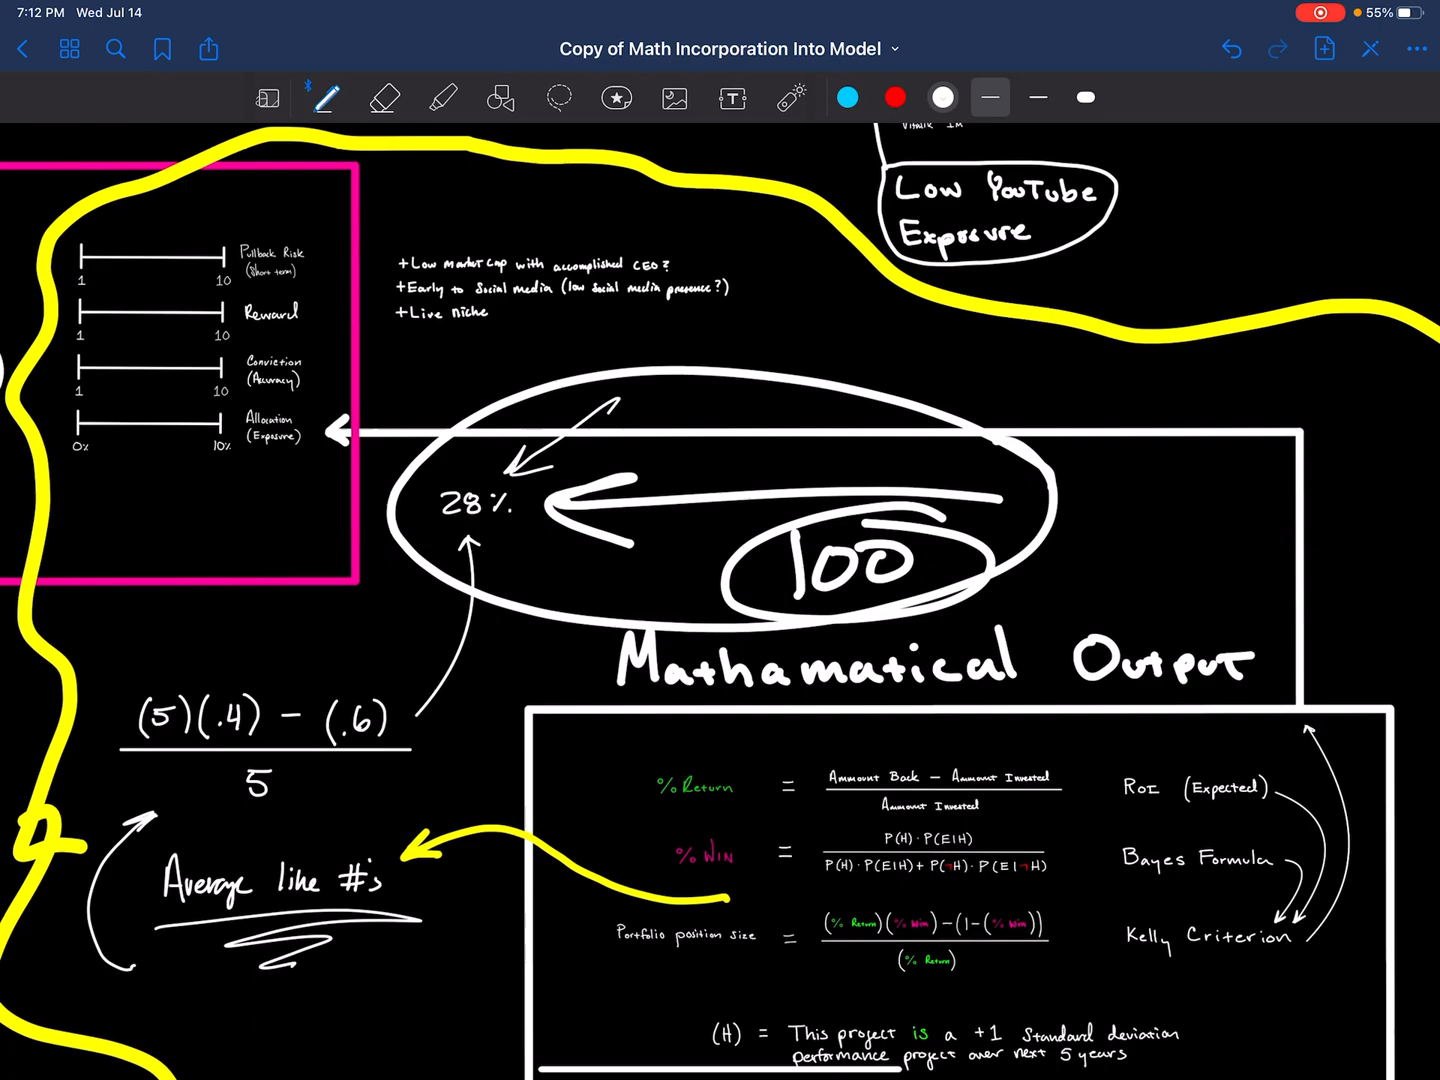 7:12 PM Wed Jul 14
55%
Copy of Math Incorporation Into Model
Low YouTube
Exposure
Pullback Risk
(Short term)
1 10
Reward
1 10
Conviction
(Accuracy)
1 10
Allocation
(Exposure)
0% 10%
+Low market cap with accomplished CEO?
+Early to Social media (low social media presence?)
+Live niche
28%
100
Mathamatical Output
(5)(.4) - (.6)
5
Average like #'s
% Return = Ammount Back - Ammount Invested ROI (Expected)
Ammount Invested
% Win = P(H) · P(E|H) Bayes Formula
P(H) · P(E|H) + P(¬H) · P(E|¬H)
Portfolio position size = (% Return)(% Win) - (1 - (% Win)) Kelly Criterion
(% Return)
(H) = This project is a +1 Standard deviation
performance project over next 5 years